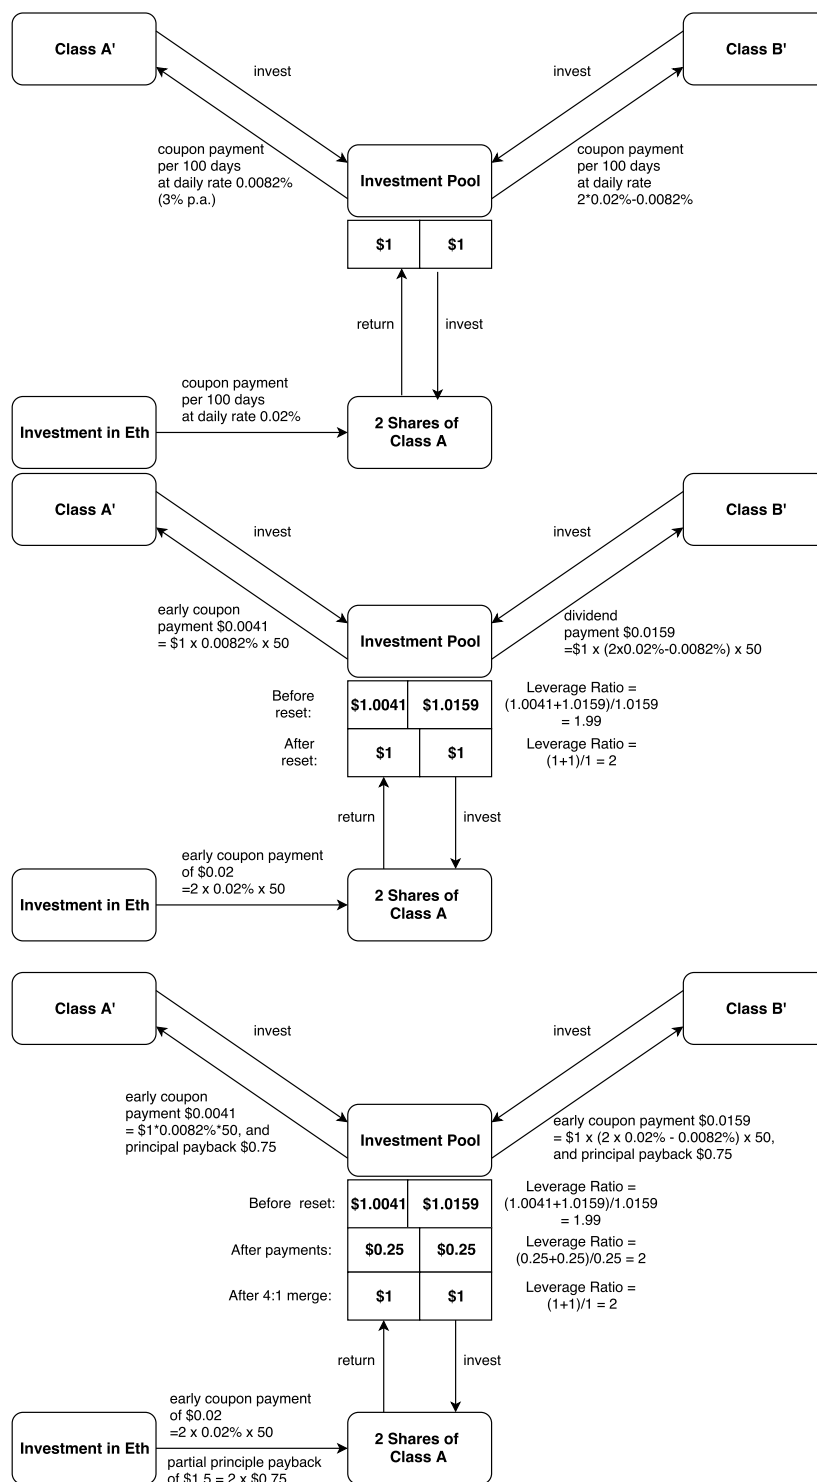 Class A'
Class B'
invest
invest
coupon payment
per 100 days
at daily rate 0.0082%
(3% p.a.)
coupon payment
per 100 days
at daily rate
2*0.02%-0.0082%
Investment Pool
$1
$1
return
invest
coupon payment
per 100 days
at daily rate 0.02%
Investment in Eth
2 Shares of
Class A
Class A'
Class B'
invest
invest
early coupon
payment $0.0041
= $1 x 0.0082% x 50
dividend
payment $0.0159
=$1 x (2x0.02%-0.0082%) x 50
Investment Pool
Before
reset:
$1.0041
$1.0159
Leverage Ratio =
(1.0041+1.0159)/1.0159
= 1.99
After
reset:
$1
$1
Leverage Ratio =
(1+1)/1 = 2
return
invest
early coupon payment
of $0.02
=2 x 0.02% x 50
Investment in Eth
2 Shares of
Class A
Class A'
Class B'
invest
invest
early coupon
payment $0.0041
= $1*0.0082%*50, and
principal payback $0.75
early coupon payment $0.0159
= $1 x (2 x 0.02% - 0.0082%) x 50,
and principal payback $0.75
Investment Pool
Before reset:
$1.0041
$1.0159
Leverage Ratio =
(1.0041+1.0159)/1.0159
= 1.99
After payments:
$0.25
$0.25
Leverage Ratio =
(0.25+0.25)/0.25 = 2
After 4:1 merge:
$1
$1
Leverage Ratio =
(1+1)/1 = 2
return
invest
early coupon payment
of $0.02
=2 x 0.02% x 50
Investment in Eth
2 Shares of
Class A
partial principle payback
of $1.5 = 2 x $0.75